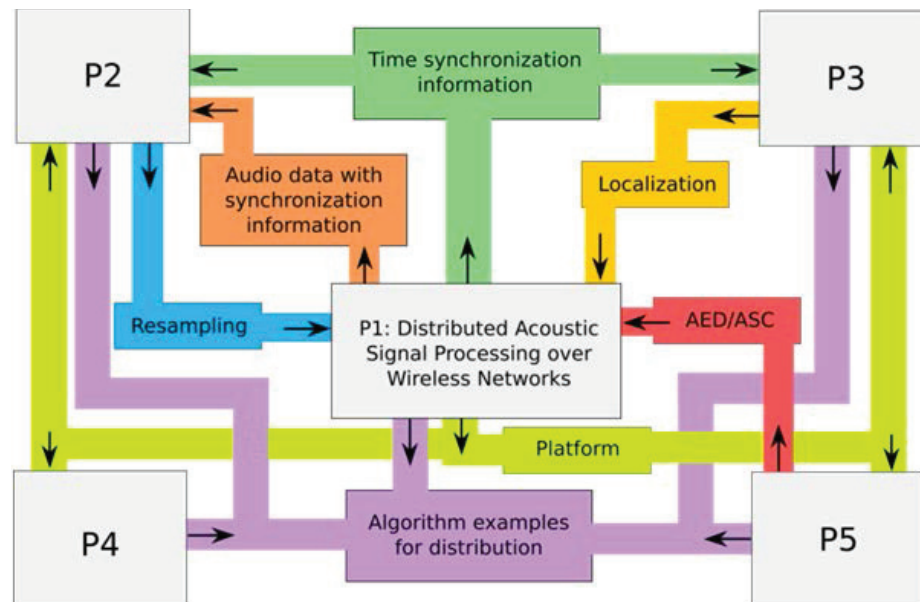 P2
Time synchronization
information
P3
Audio data with
synchronization
information
Localization
Resampling
P1: Distributed Acoustic
Signal Processing over
Wireless Networks
AED/ASC
Platform
P4
Algorithm examples
for distribution
P5